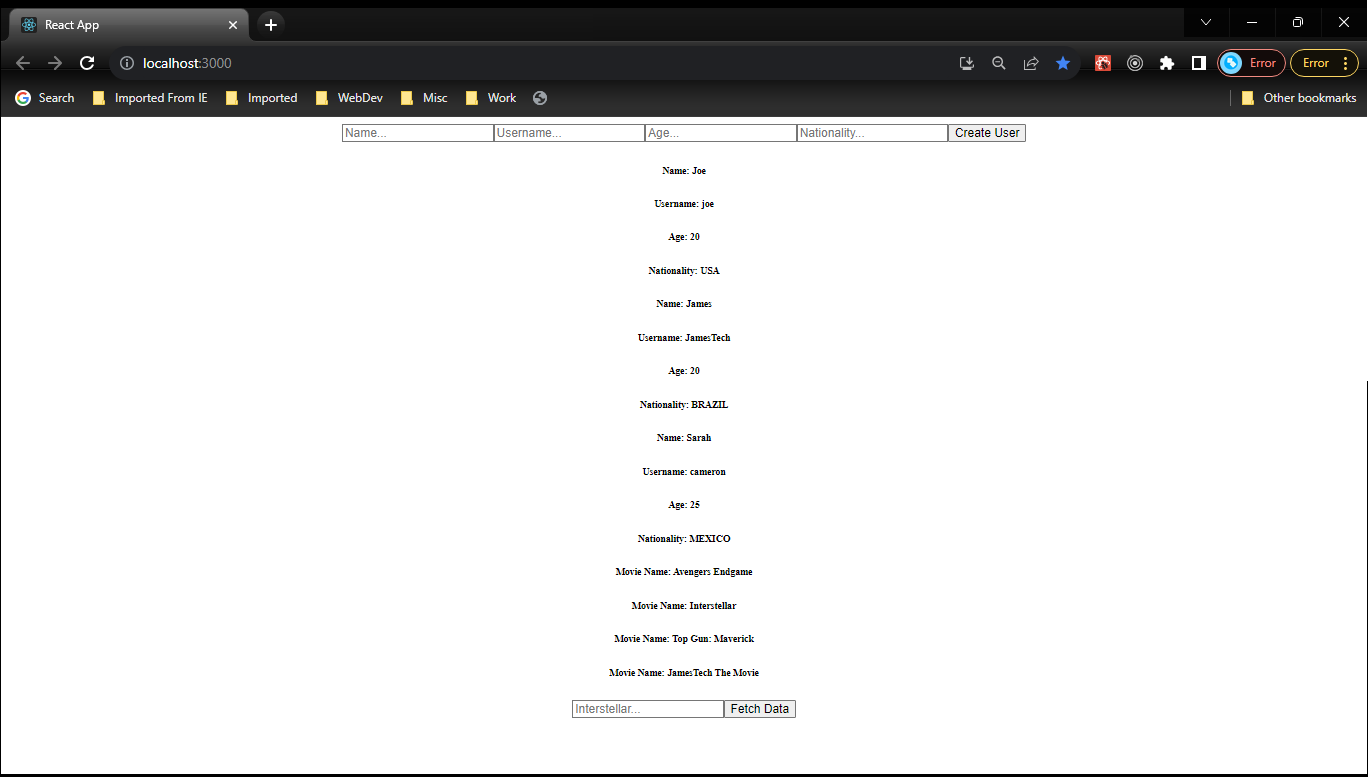 React App
localhost:3000
Error
Error
Search
Imported From IE
Imported
WebDev
Misc
Work
Other bookmarks
Name...
Username...
Age...
Nationality...
Create User
Name: Joe
Username: joe
Age: 20
Nationality: USA
Name: James
Username: JamesTech
Age: 20
Nationality: BRAZIL
Name: Sarah
Username: cameron
Age: 25
Nationality: MEXICO
Movie Name: Avengers Endgame
Movie Name: Interstellar
Movie Name: Top Gun: Maverick
Movie Name: JamesTech The Movie
Interstellar...
Fetch Data